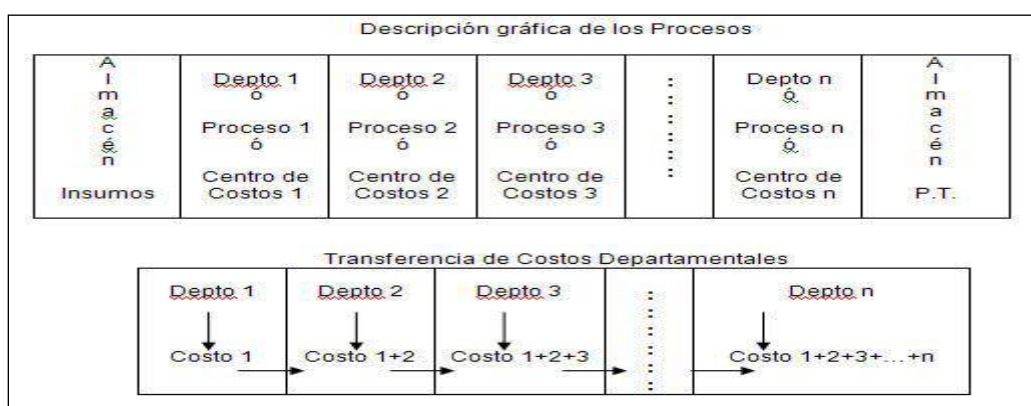 Descripción gráfica de los Procesos
Almacén
Insumos
Depto 1
ó
Proceso 1
ó
Centro de
Costos 1
Depto 2
ó
Proceso 2
ó
Centro de
Costos 2
Depto 3
ó
Proceso 3
ó
Centro de
Costos 3
Depto n
ó
Proceso n
ó
Centro de
Costos n
Almacén
P.T.
Transferencia de Costos Departamentales
Depto 1
Depto 2
Depto 3
Depto n
Costo 1
Costo 1+2
Costo 1+2+3
Costo 1+2+3+...+n